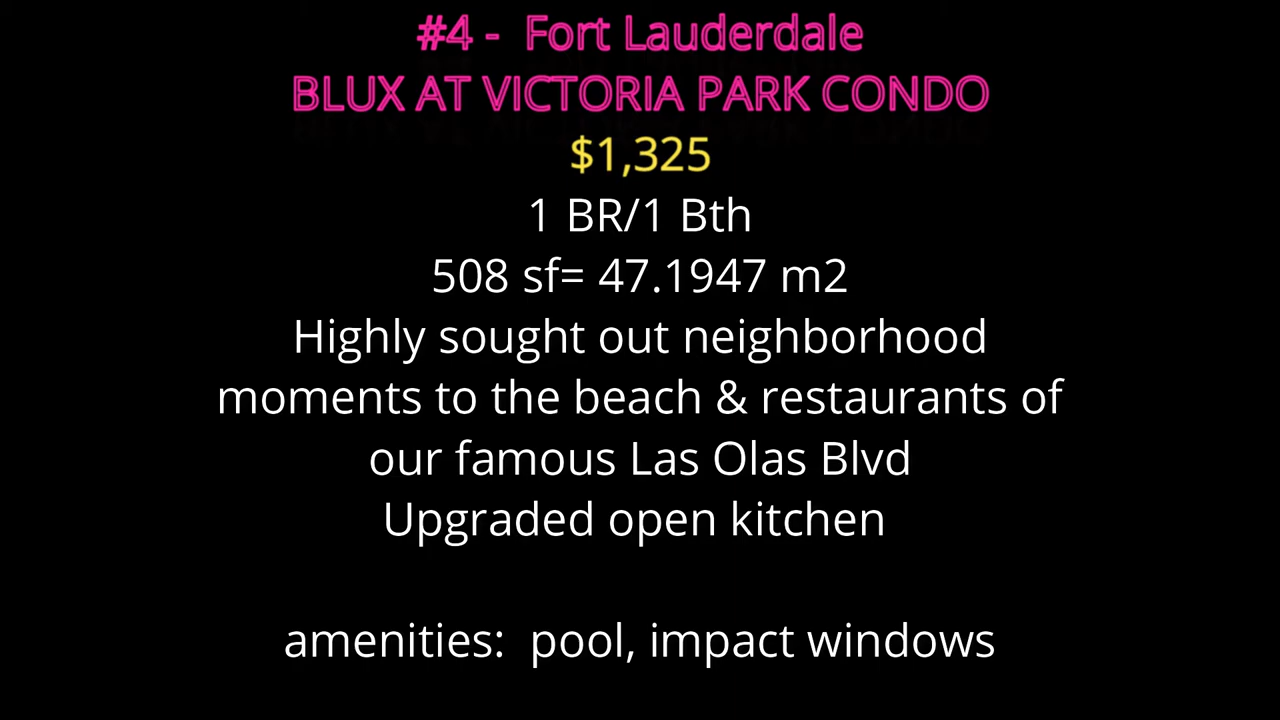 #4 -  Fort Lauderdale
BLUX AT VICTORIA PARK CONDO
$1,325
1 BR/1 Bth
508 sf= 47.1947 m2
Highly sought out neighborhood
moments to the beach & restaurants of
our famous Las Olas Blvd
Upgraded open kitchen
amenities:  pool, impact windows